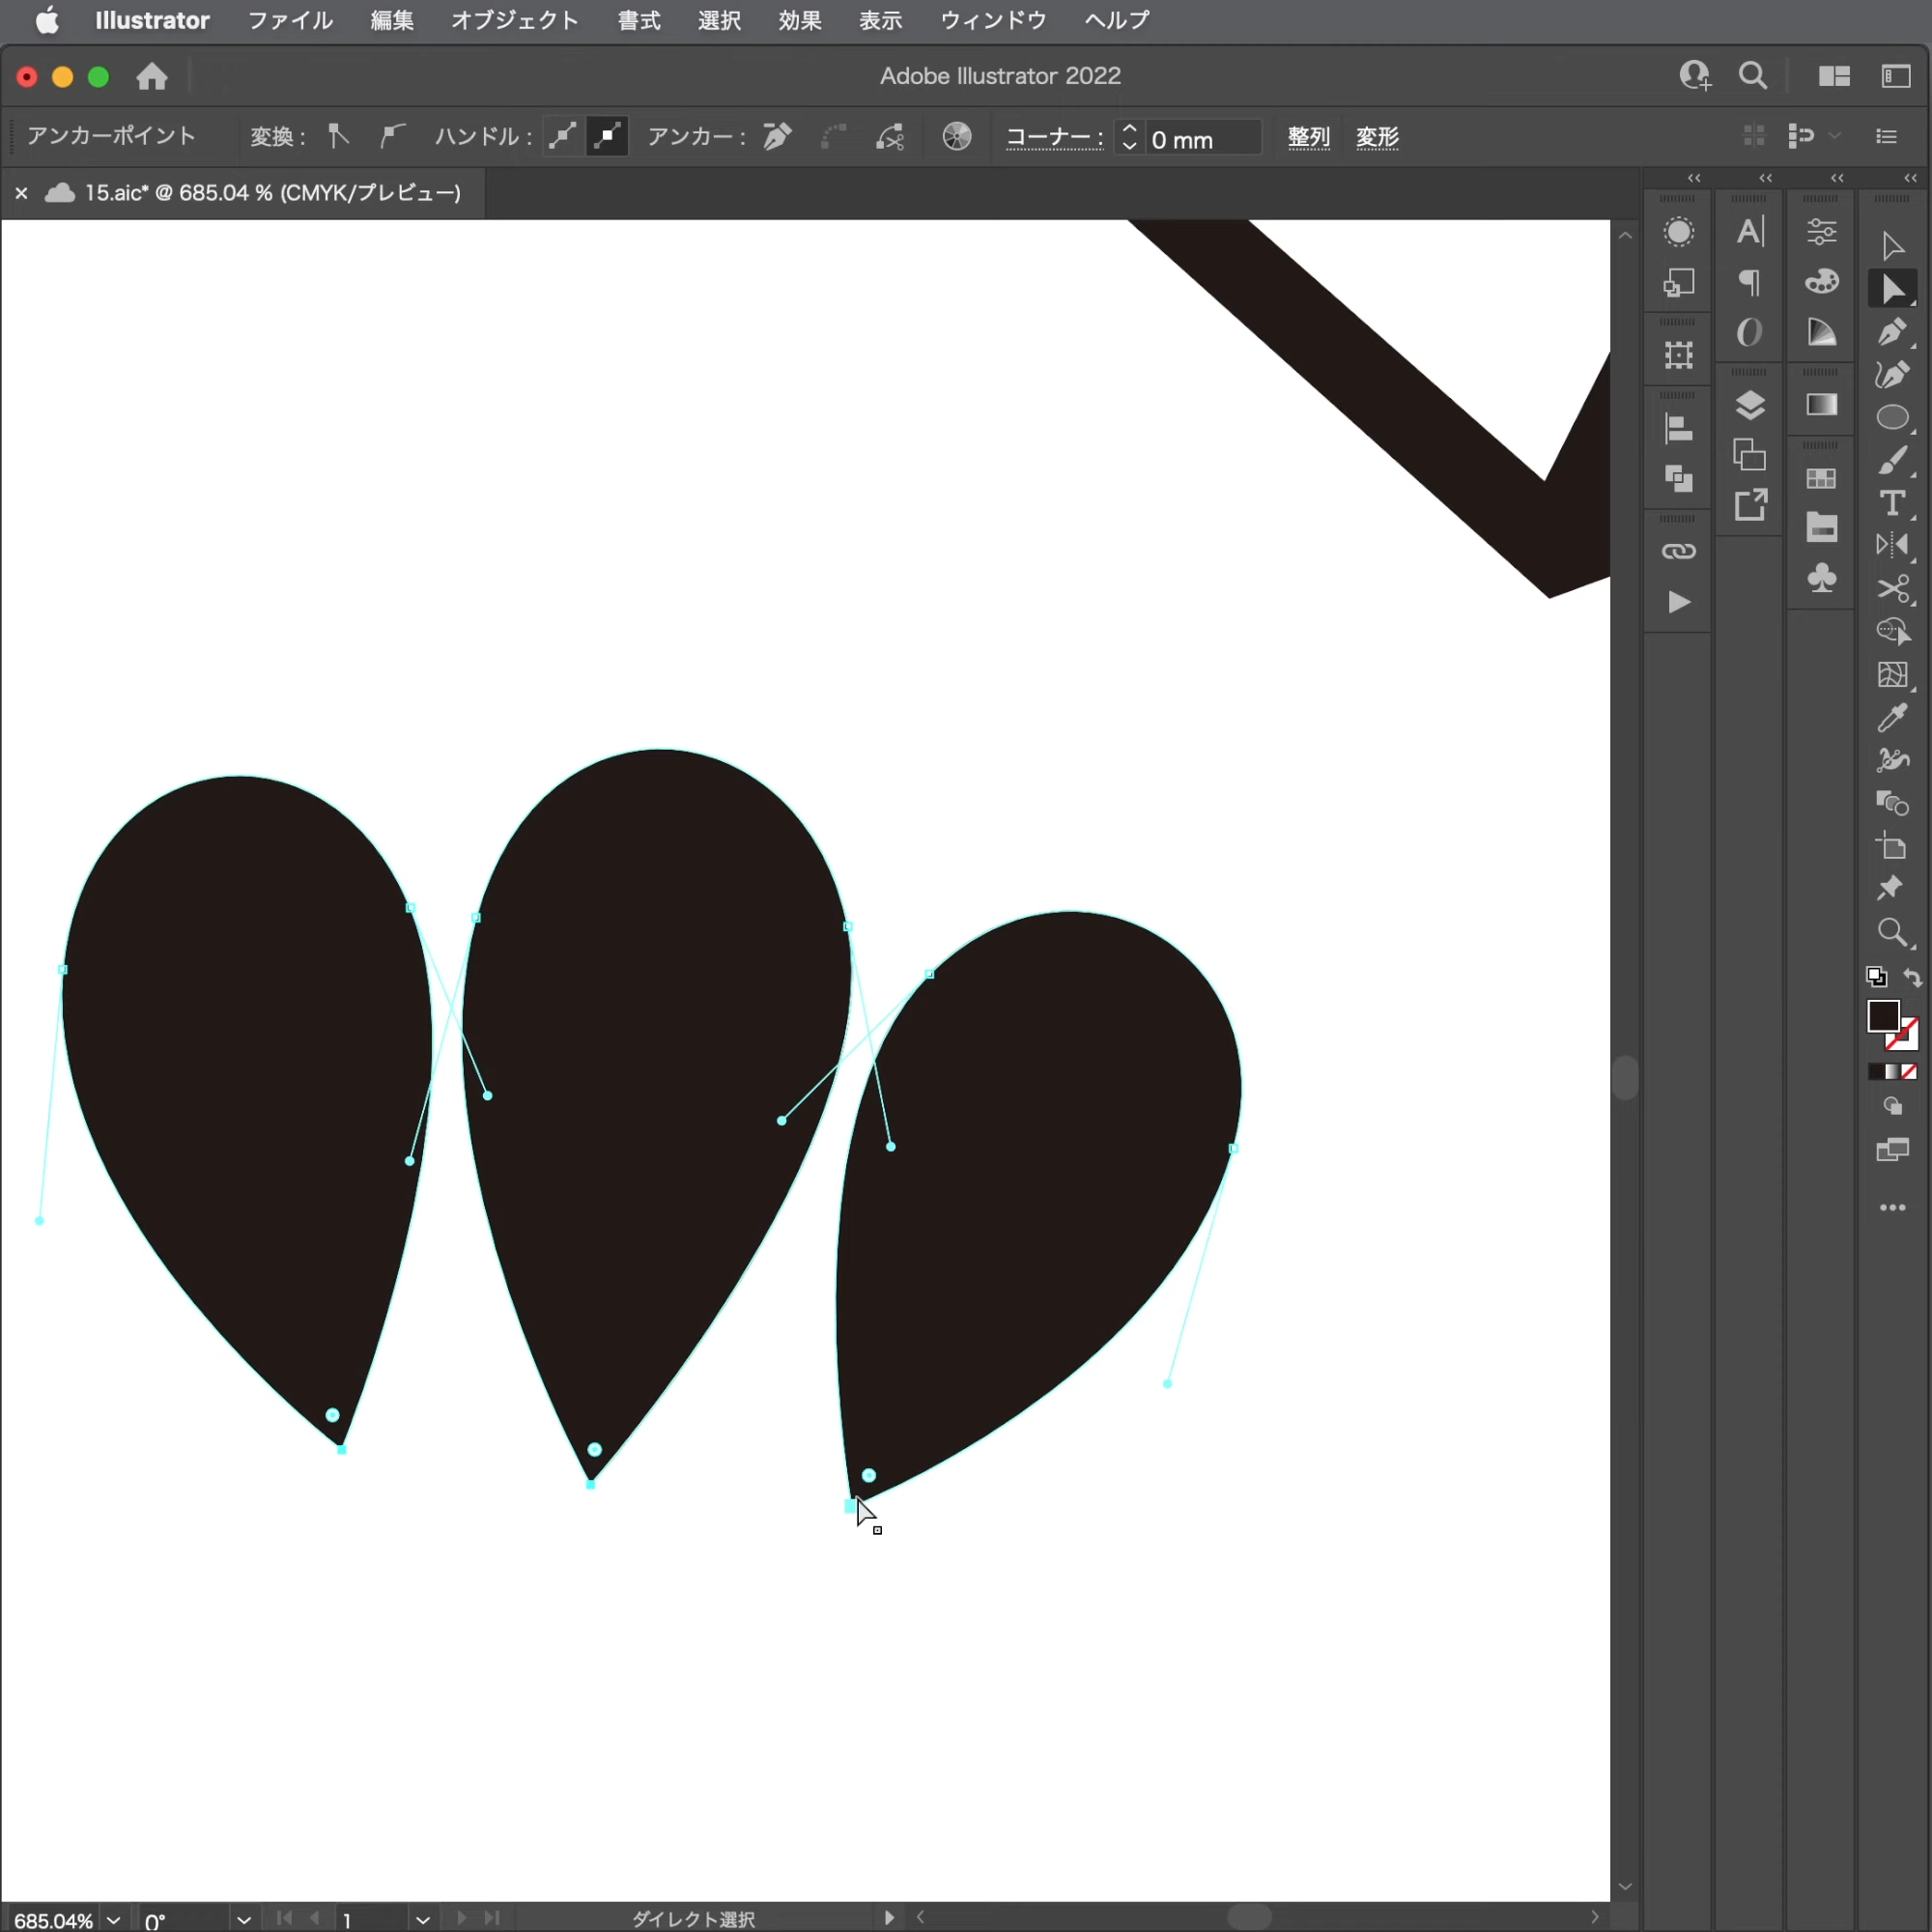 Illustrator ファイル 編集 オブジェクト 書式 選択 効果 表示 ウィンドウ ヘルプ
Adobe Illustrator 2022
アンカーポイント 変換: ハンドル: アンカー: コーナー: 0 mm 整列 変形
× 15.aic* @ 685.04 % (CMYK/プレビュー)
685.04% 0° 1 ダイレクト選択